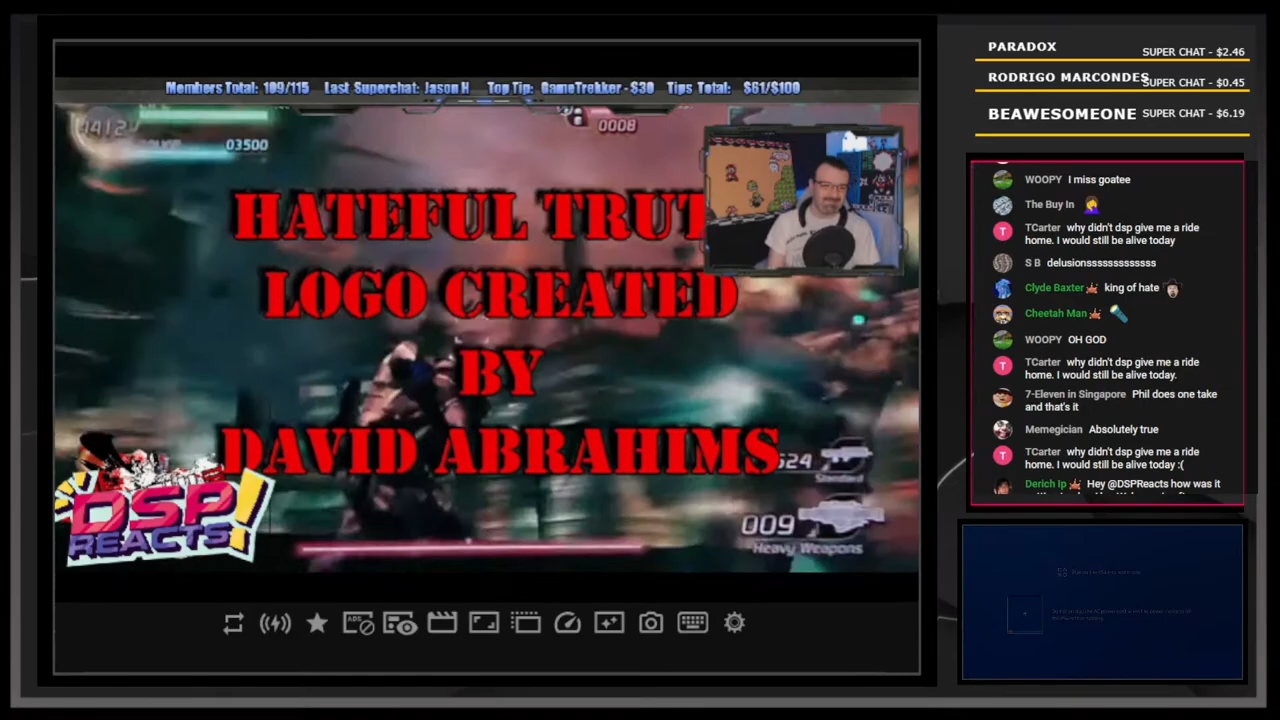 Members Total: 109/115 Last Superchat: Jason H Top Tip: GameTrekker - $30 Tips Total: $61/$100
03500
0008
HATEFUL TRUT
LOGO CREATED
BY
DAVID ABRAHIMS
624
Standard
009
Heavy Weapons
DSP
REACTS!
ADS
PARADOX SUPER CHAT - $2.46
RODRIGO MARCONDES SUPER CHAT - $0.45
BEAWESOMEONE SUPER CHAT - $6.19
WOOPY I miss goatee
The Buy In
TCarter why didn't dsp give me a ride
home. I would still be alive today
S B delusionssssssssssss
Clyde Baxter king of hate
Cheetah Man
WOOPY OH GOD
TCarter why didn't dsp give me a ride
home. I would still be alive today.
7-Eleven in Singapore Phil does one take
and that's it
Memegician Absolutely true
TCarter why didn't dsp give me a ride
home. I would still be alive today :(
Derich Ip Hey @DSPReacts how was it